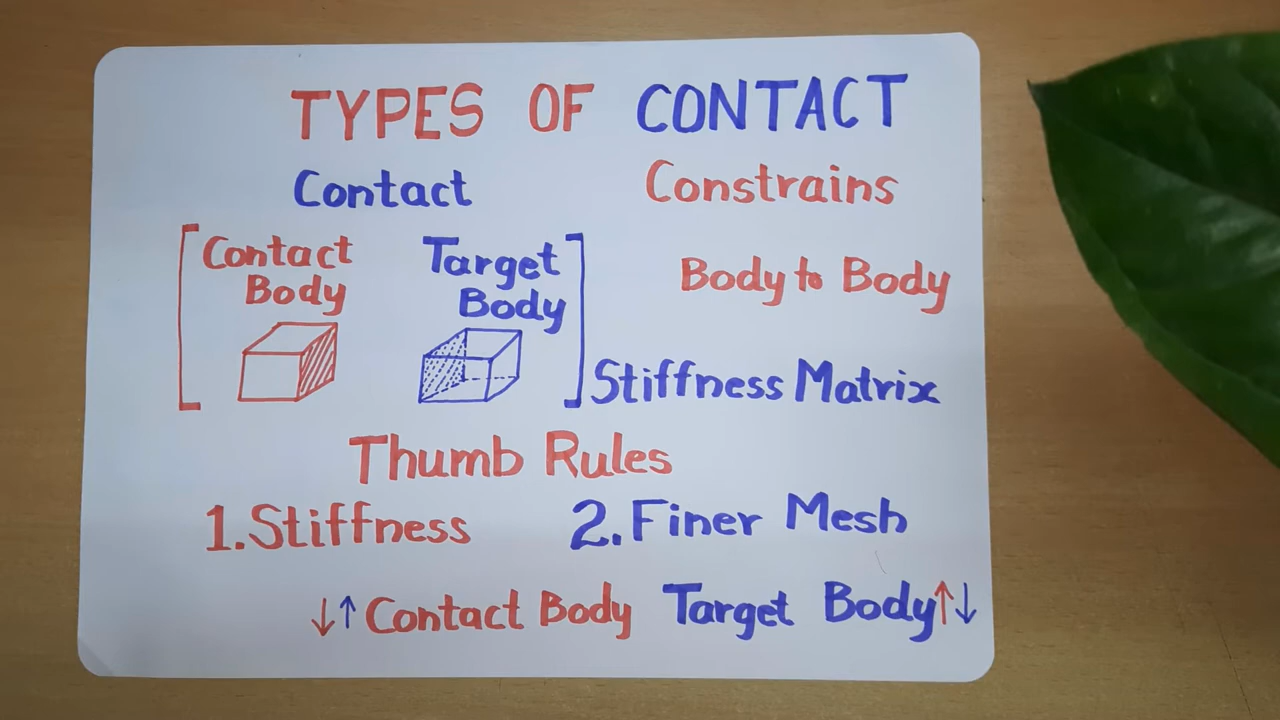 TYPES OF CONTACT
Contact
Constrains
Contact Body
Target Body
Body to Body
Stiffness Matrix
Thumb Rules
1. Stiffness
2. Finer Mesh
↓↑ Contact Body
Target Body ↑↓